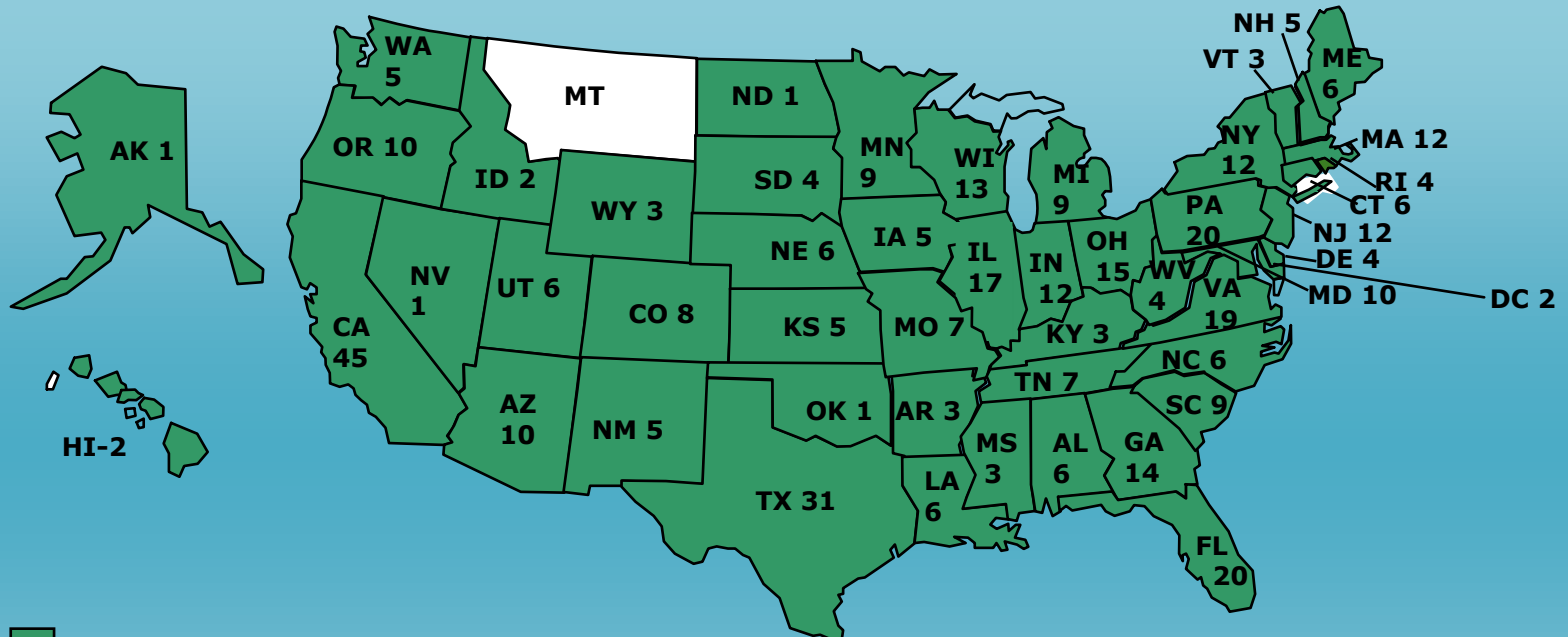 NH 5
VT 3
ME
6
WA
5
MT
ND 1
AK 1
OR 10
MN
9
WI
13
NY
12
MA 12
ID 2
SD 4
MI
9
RI 4
CT 6
WY 3
PA
20
NJ 12
IA 5
OH
15
NE 6
IL
17
IN
12
DE 4
WV
4
VA
19
MD 10
DC 2
NV
1
UT 6
CO 8
KS 5
MO 7
KY 3
CA
45
NC 6
TN 7
SC 9
AZ
10
NM 5
OK 1
AR 3
MS
3
AL
6
GA
14
HI-2
LA
6
TX 31
FL
20